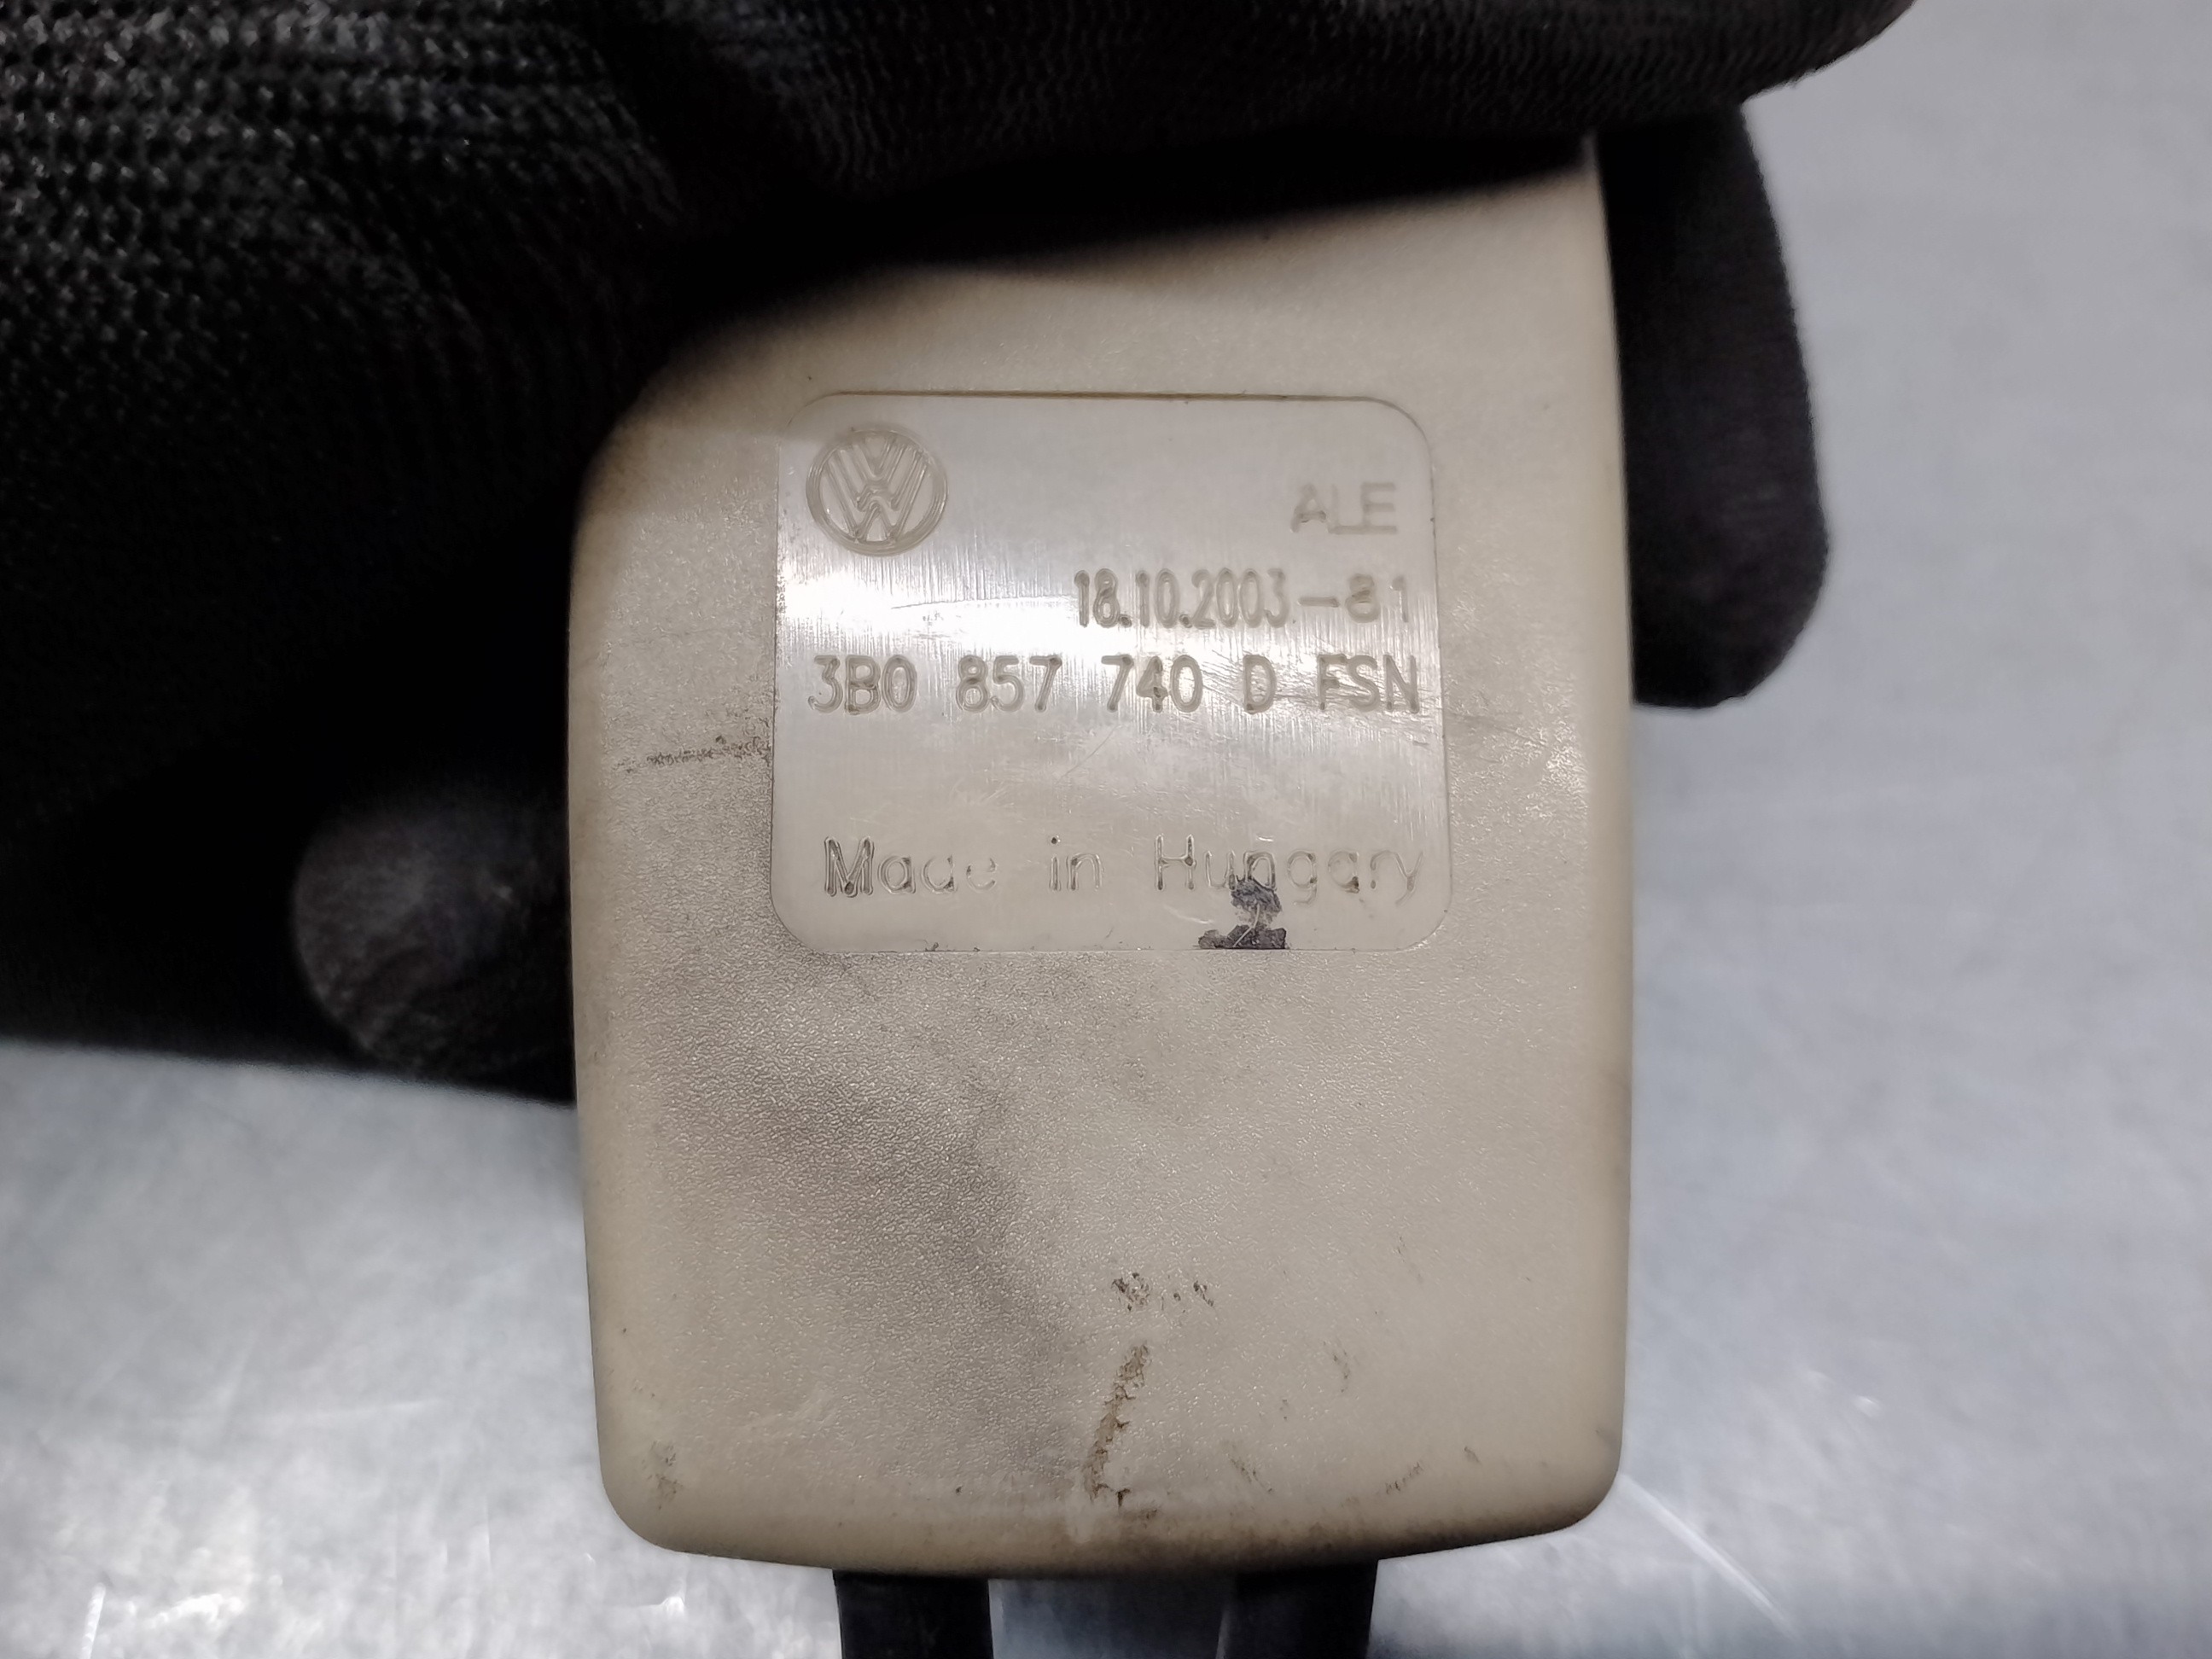 ALE
18.10.2003-81
3B0 857 740 D FSN
Made in Hungary